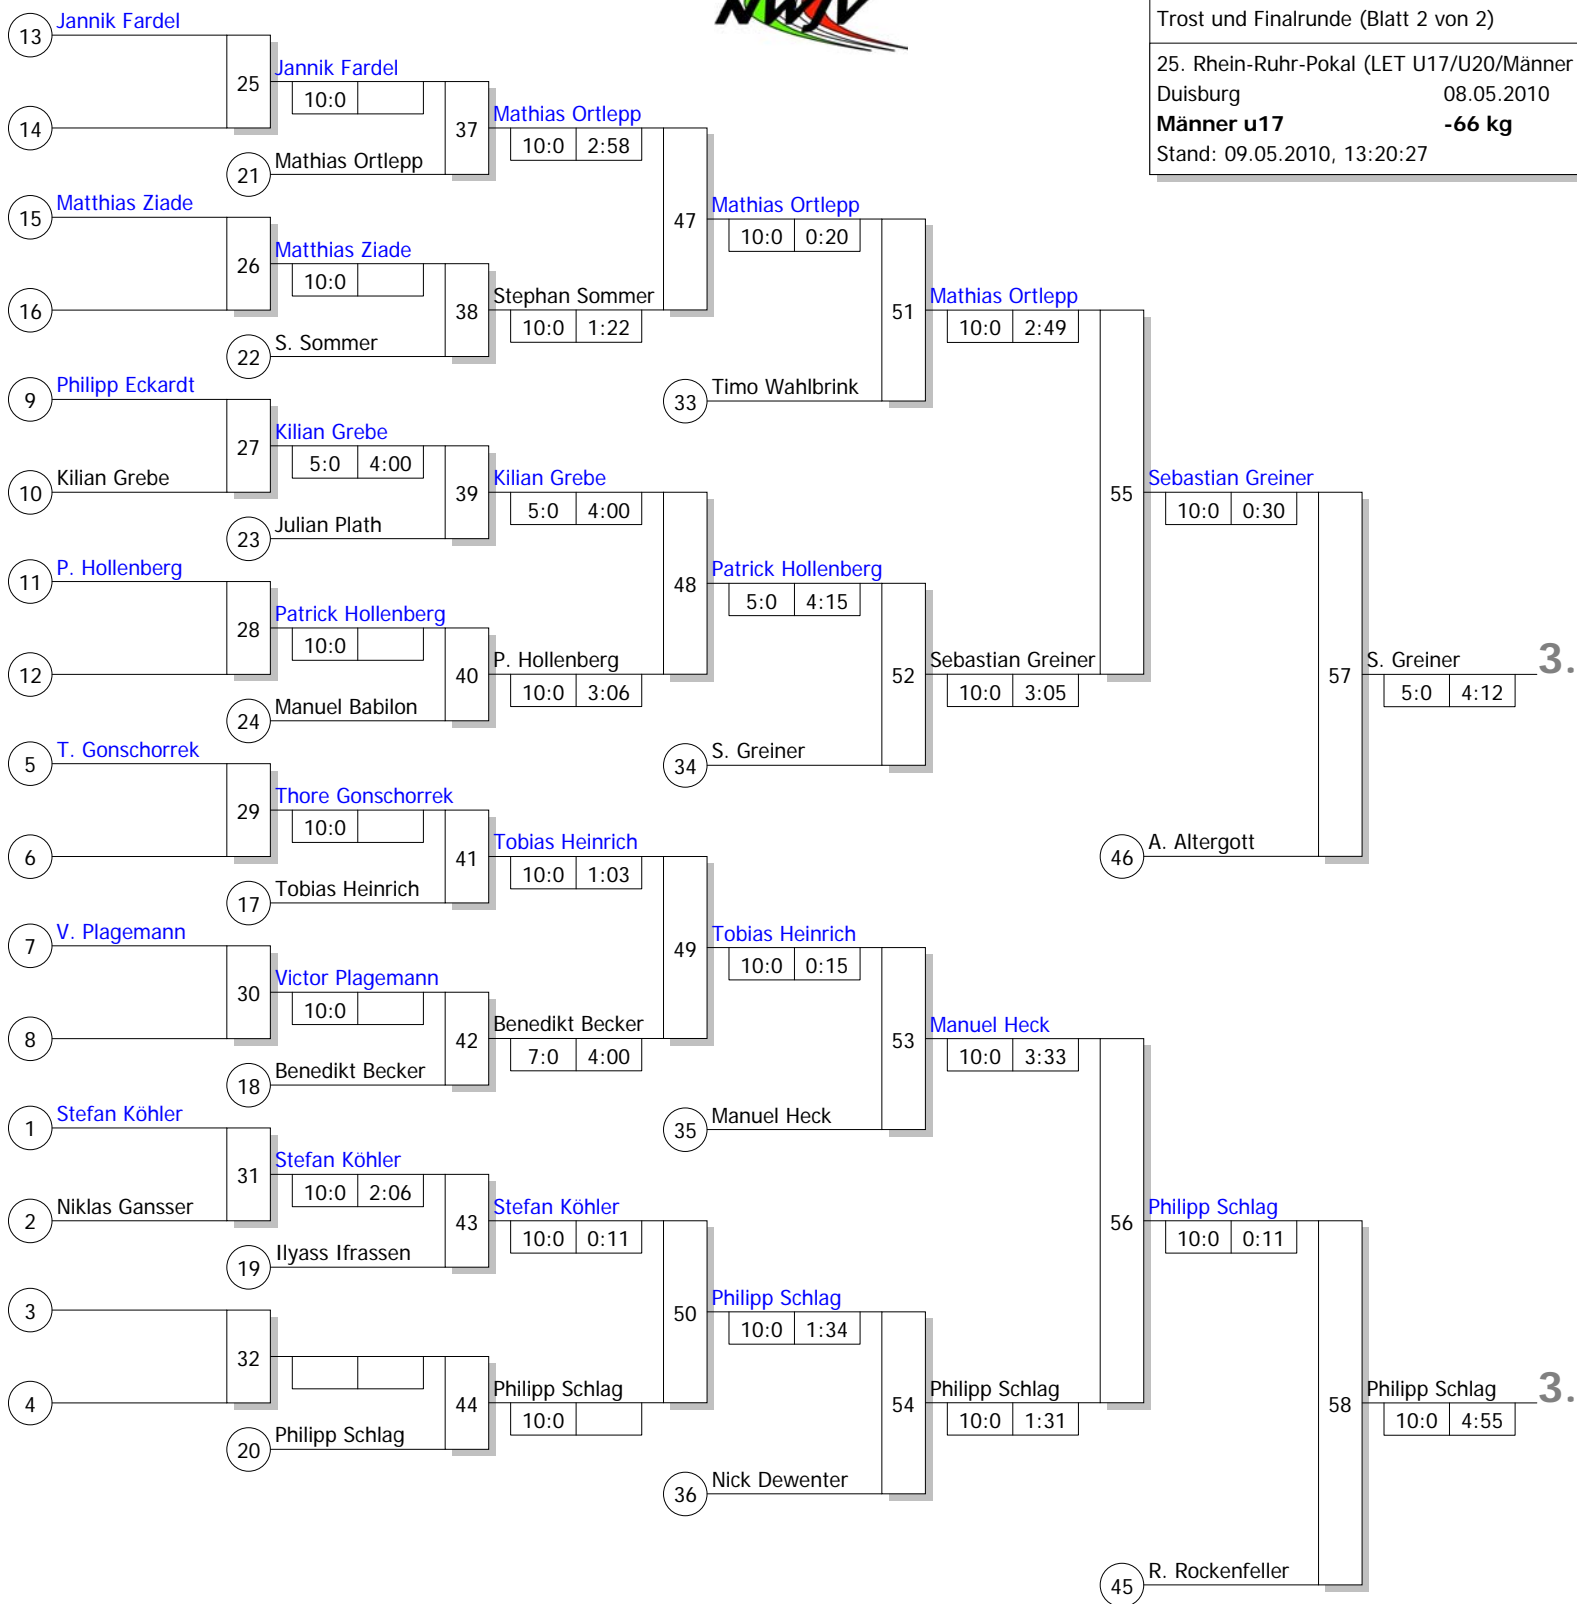 NWJV
Trost und Finalrunde (Blatt 2 von 2)
25. Rhein-Ruhr-Pokal (LET U17/U20/Männer
Duisburg 08.05.2010
Männer u17 -66 kg
Stand: 09.05.2010, 13:20:27
13 Jannik Fardel
14
25 Jannik Fardel
10:0
21 Mathias Ortlepp
37 Mathias Ortlepp
10:0 2:58
15 Matthias Ziade
16
26 Matthias Ziade
10:0
22 S. Sommer
38 Stephan Sommer
10:0 1:22
47 Mathias Ortlepp
10:0 0:20
33 Timo Wahlbrink
51 Mathias Ortlepp
10:0 2:49
9 Philipp Eckardt
10 Kilian Grebe
27 Kilian Grebe
5:0 4:00
23 Julian Plath
39 Kilian Grebe
5:0 4:00
11 P. Hollenberg
12
28 Patrick Hollenberg
10:0
24 Manuel Babilon
40 P. Hollenberg
10:0 3:06
48 Patrick Hollenberg
5:0 4:15
34 S. Greiner
52 Sebastian Greiner
10:0 3:05
55 Sebastian Greiner
10:0 0:30
46 A. Altergott
57 S. Greiner 3.
5:0 4:12
5 T. Gonschorrek
6
29 Thore Gonschorrek
10:0
17 Tobias Heinrich
41 Tobias Heinrich
10:0 1:03
7 V. Plagemann
8
30 Victor Plagemann
10:0
18 Benedikt Becker
42 Benedikt Becker
7:0 4:00
49 Tobias Heinrich
10:0 0:15
35 Manuel Heck
53 Manuel Heck
10:0 3:33
1 Stefan Köhler
2 Niklas Gansser
31 Stefan Köhler
10:0 2:06
19 Ilyass Ifrassen
43 Stefan Köhler
10:0 0:11
3
4
32
20 Philipp Schlag
44 Philipp Schlag
10:0
50 Philipp Schlag
10:0 1:34
36 Nick Dewenter
54 Philipp Schlag
10:0 1:31
56 Philipp Schlag
10:0 0:11
45 R. Rockenfeller
58 Philipp Schlag 3.
10:0 4:55